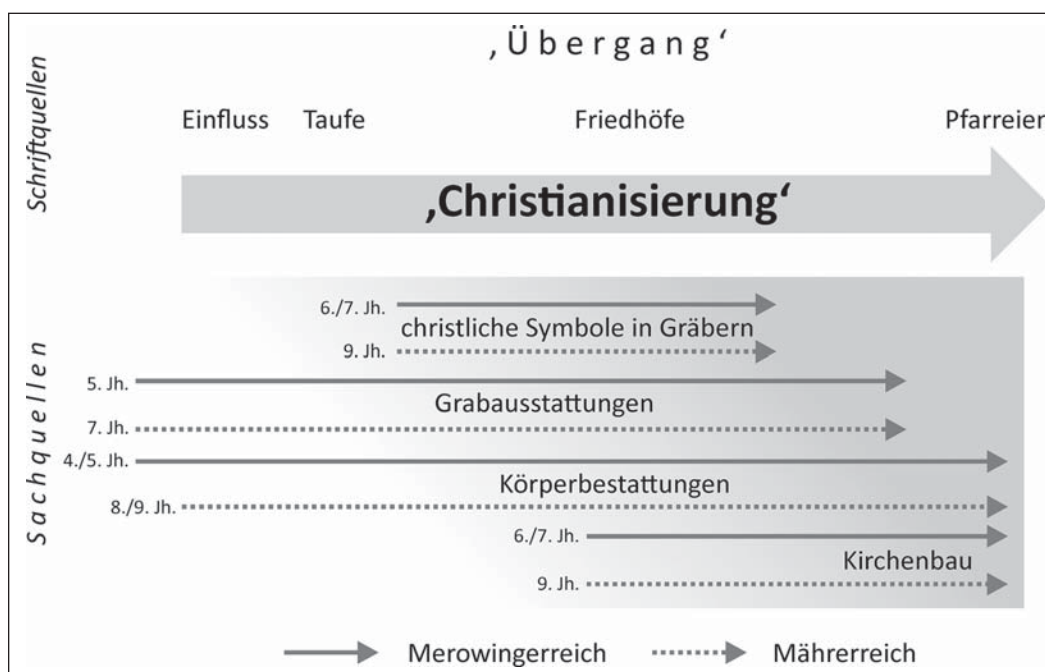 ‚Übergang‘
Schriftquellen
Einfluss Taufe Friedhöfe Pfarreien
‚Christianisierung‘
Sachquellen
6./7. Jh.
christliche Symbole in Gräbern
9. Jh.
5. Jh.
Grabausstattungen
7. Jh.
4./5. Jh.
Körperbestattungen
8./9. Jh.
6./7. Jh.
Kirchenbau
9. Jh.
Merowingerreich Mährerreich